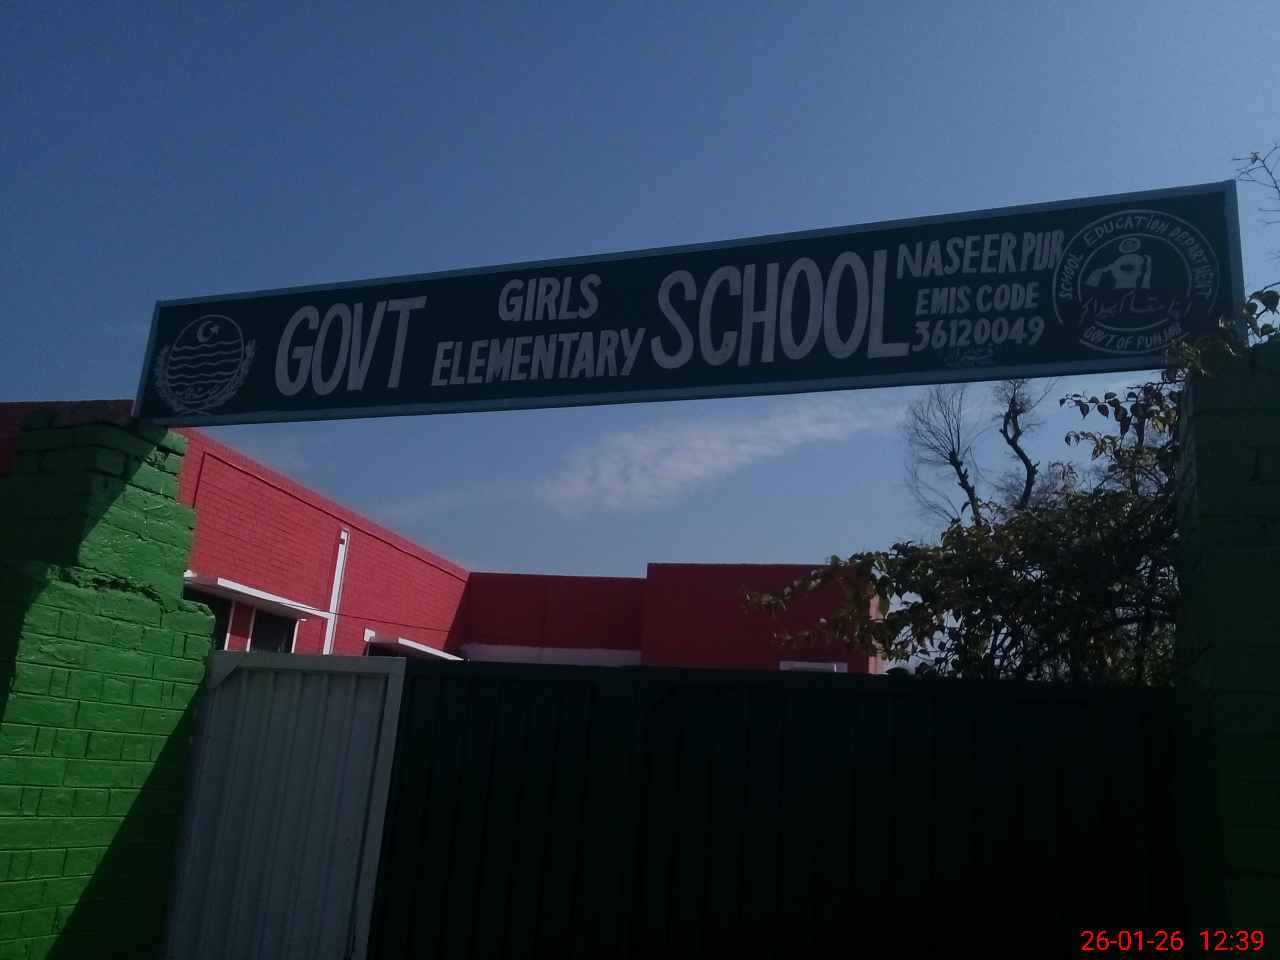 GOVT GIRLS ELEMENTARY SCHOOL
NASEER PUR
EMIS CODE
36120049
SCHOOL EDUCATION DEPARTMENT
GOVT OF PUNJAB
26-01-26 12:39